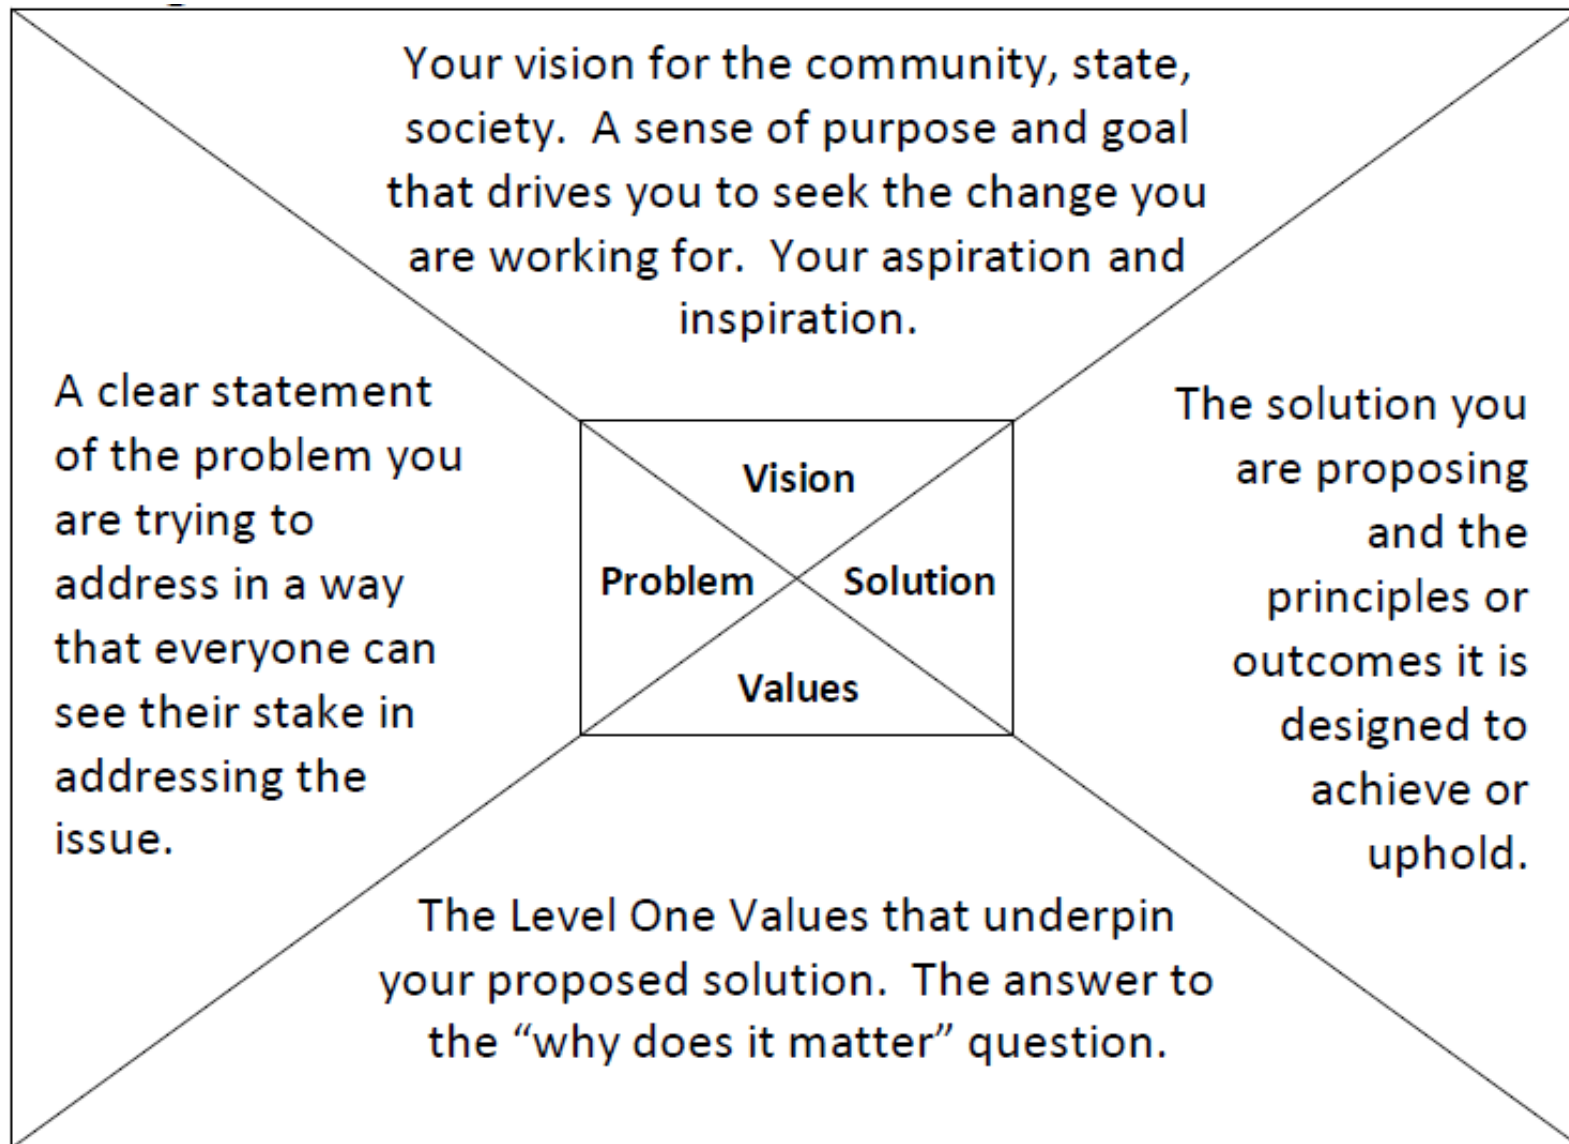 Your vision for the community, state,
society.  A sense of purpose and goal
that drives you to seek the change you
are working for.  Your aspiration and
inspiration.
A clear statement
of the problem you
are trying to
address in a way
that everyone can
see their stake in
addressing the
issue.
Vision
Problem
Solution
Values
The solution you
are proposing
and the
principles or
outcomes it is
designed to
achieve or
uphold.
The Level One Values that underpin
your proposed solution.  The answer to
the “why does it matter” question.